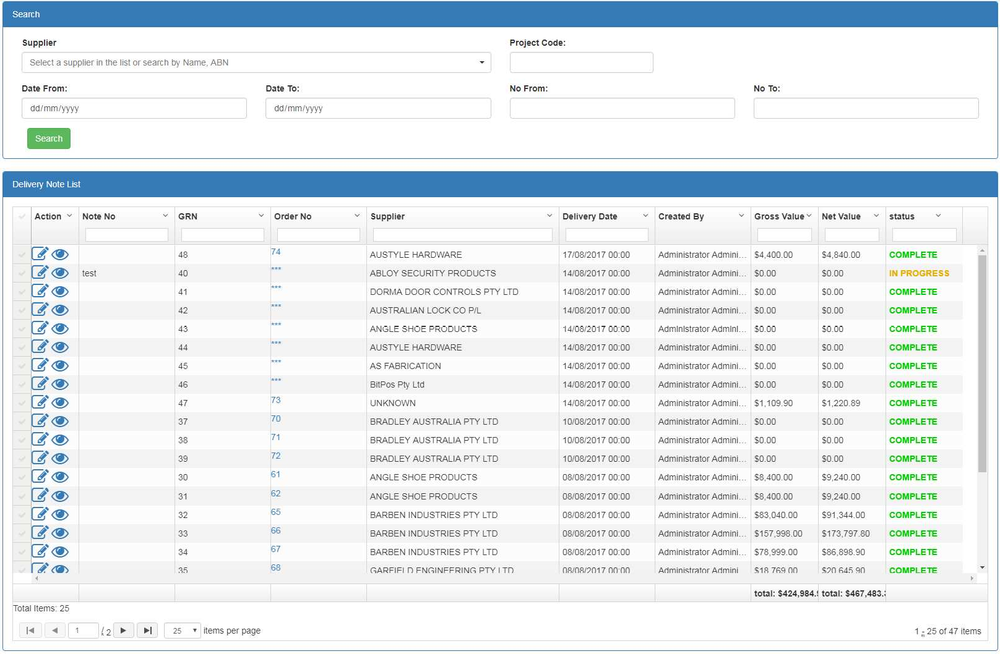 Search
Supplier Project Code:
Select a supplier in the list or search by Name, ABN
Date From: Date To: No From: No To:
dd/mm/yyyy dd/mm/yyyy
Search
Delivery Note List
Action Note No GRN Order No Supplier Delivery Date Created By Gross Value Net Value status
48 74 AUSTYLE HARDWARE 17/08/2017 00:00 Administrator Admini... $4,400.00 $4,840.00 COMPLETE
test 40 *** ABLOY SECURITY PRODUCTS 14/08/2017 00:00 Administrator Admini... $0.00 $0.00 IN PROGRESS
41 *** DORMA DOOR CONTROLS PTY LTD 14/08/2017 00:00 Administrator Admini... $0.00 $0.00 COMPLETE
42 *** AUSTRALIAN LOCK CO P/L 14/08/2017 00:00 Administrator Admini... $0.00 $0.00 COMPLETE
43 *** ANGLE SHOE PRODUCTS 14/08/2017 00:00 Administrator Admini... $0.00 $0.00 COMPLETE
44 *** AUSTYLE HARDWARE 14/08/2017 00:00 Administrator Admini... $0.00 $0.00 COMPLETE
45 *** AS FABRICATION 14/08/2017 00:00 Administrator Admini... $0.00 $0.00 COMPLETE
46 *** BitPos Pty Ltd 14/08/2017 00:00 Administrator Admini... $0.00 $0.00 COMPLETE
47 73 UNKNOWN 14/08/2017 00:00 Administrator Admini... $1,109.90 $1,220.89 COMPLETE
37 70 BRADLEY AUSTRALIA PTY LTD 10/08/2017 00:00 Administrator Admini... $0.00 $0.00 COMPLETE
38 71 BRADLEY AUSTRALIA PTY LTD 10/08/2017 00:00 Administrator Admini... $0.00 $0.00 COMPLETE
39 72 BRADLEY AUSTRALIA PTY LTD 10/08/2017 00:00 Administrator Admini... $0.00 $0.00 COMPLETE
30 61 ANGLE SHOE PRODUCTS 08/08/2017 00:00 Administrator Admini... $8,400.00 $9,240.00 COMPLETE
31 62 ANGLE SHOE PRODUCTS 08/08/2017 00:00 Administrator Admini... $8,400.00 $9,240.00 COMPLETE
32 65 BARBEN INDUSTRIES PTY LTD 08/08/2017 00:00 Administrator Admini... $83,040.00 $91,344.00 COMPLETE
33 66 BARBEN INDUSTRIES PTY LTD 08/08/2017 00:00 Administrator Admini... $157,998.00 $173,797.80 COMPLETE
34 67 BARBEN INDUSTRIES PTY LTD 08/08/2017 00:00 Administrator Admini... $78,999.00 $86,898.90 COMPLETE
35 68 GARFIELD ENGINEERING PTY LTD 08/08/2017 00:00 Administrator Admini $18,769.00 $20,645.90 COMPLETE
total: $424,984. total: $467,483.
Total Items: 25
1 / 2 25 items per page 1 - 25 of 47 items